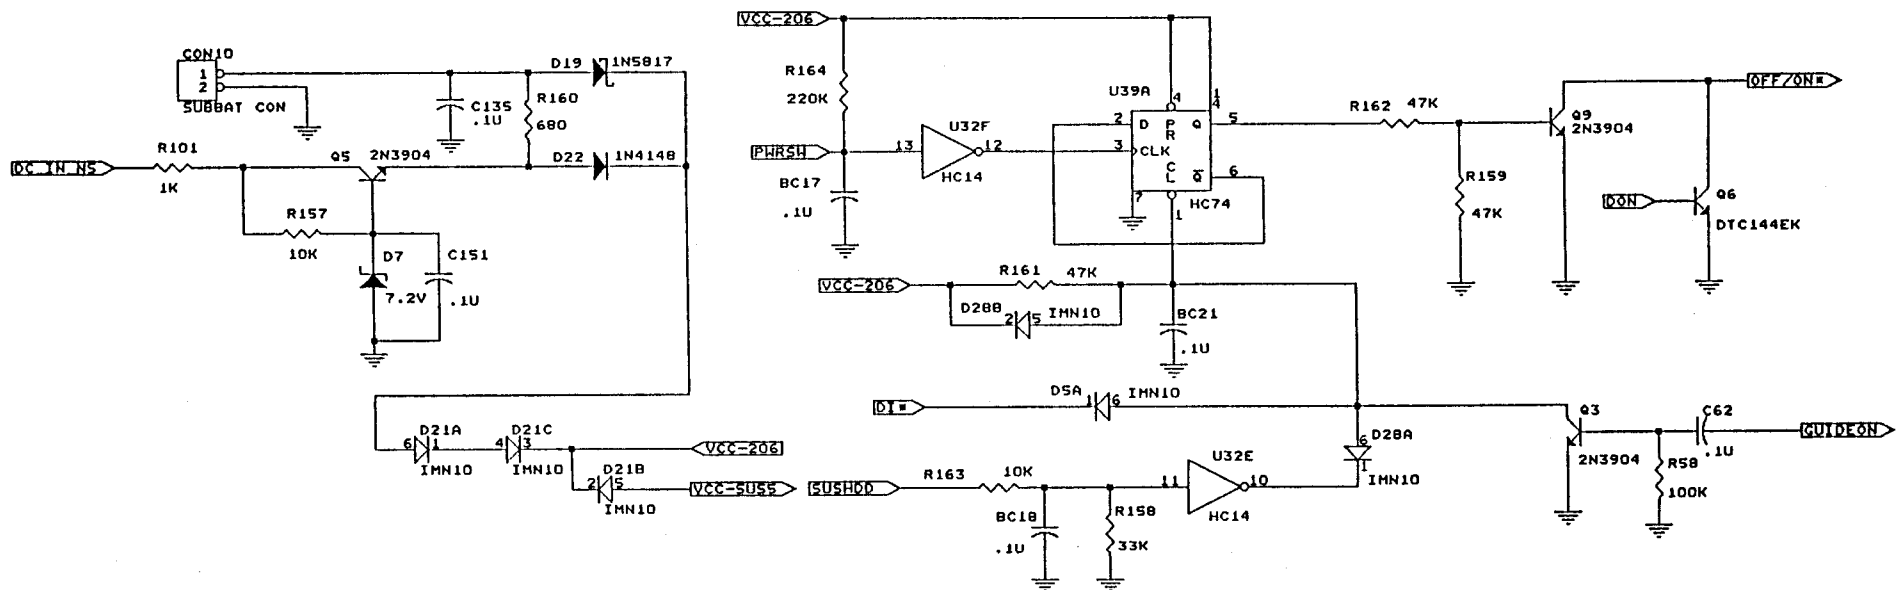 CON10
1
2
SUBBAT CON
DC IN NS
R101
1K
R157
10K
Q5
2N3904
D7
7.2V
C151
.1U
C135
.1U
R160
680
D19
1N5817
D22
1N4148
D21A
6
1
IMN10
D21C
4
3
IMN10
D21B
2
5
IMN10
VCC-206
VCC-SUS5
VCC-206
R164
220K
PWRSW
BC17
.1U
13
U32F
12
HC14
U39A
4
1
4
2
D
P
R
Q
5
3
CLK
C
L
Q
6
7
1
HC74
R162
47K
R159
47K
Q9
2N3904
OFF/ON*
DON
Q6
DTC144EK
VCC-206
R161
47K
D28B
2
5
IMN10
BC21
.1U
DI*
D5A
1
6
IMN10
D28A
6
1
IMN10
SUSHDD
R163
10K
BC18
.1U
R158
33K
11
U32E
10
HC14
Q3
2N3904
R58
100K
C62
.1U
GUIDEON